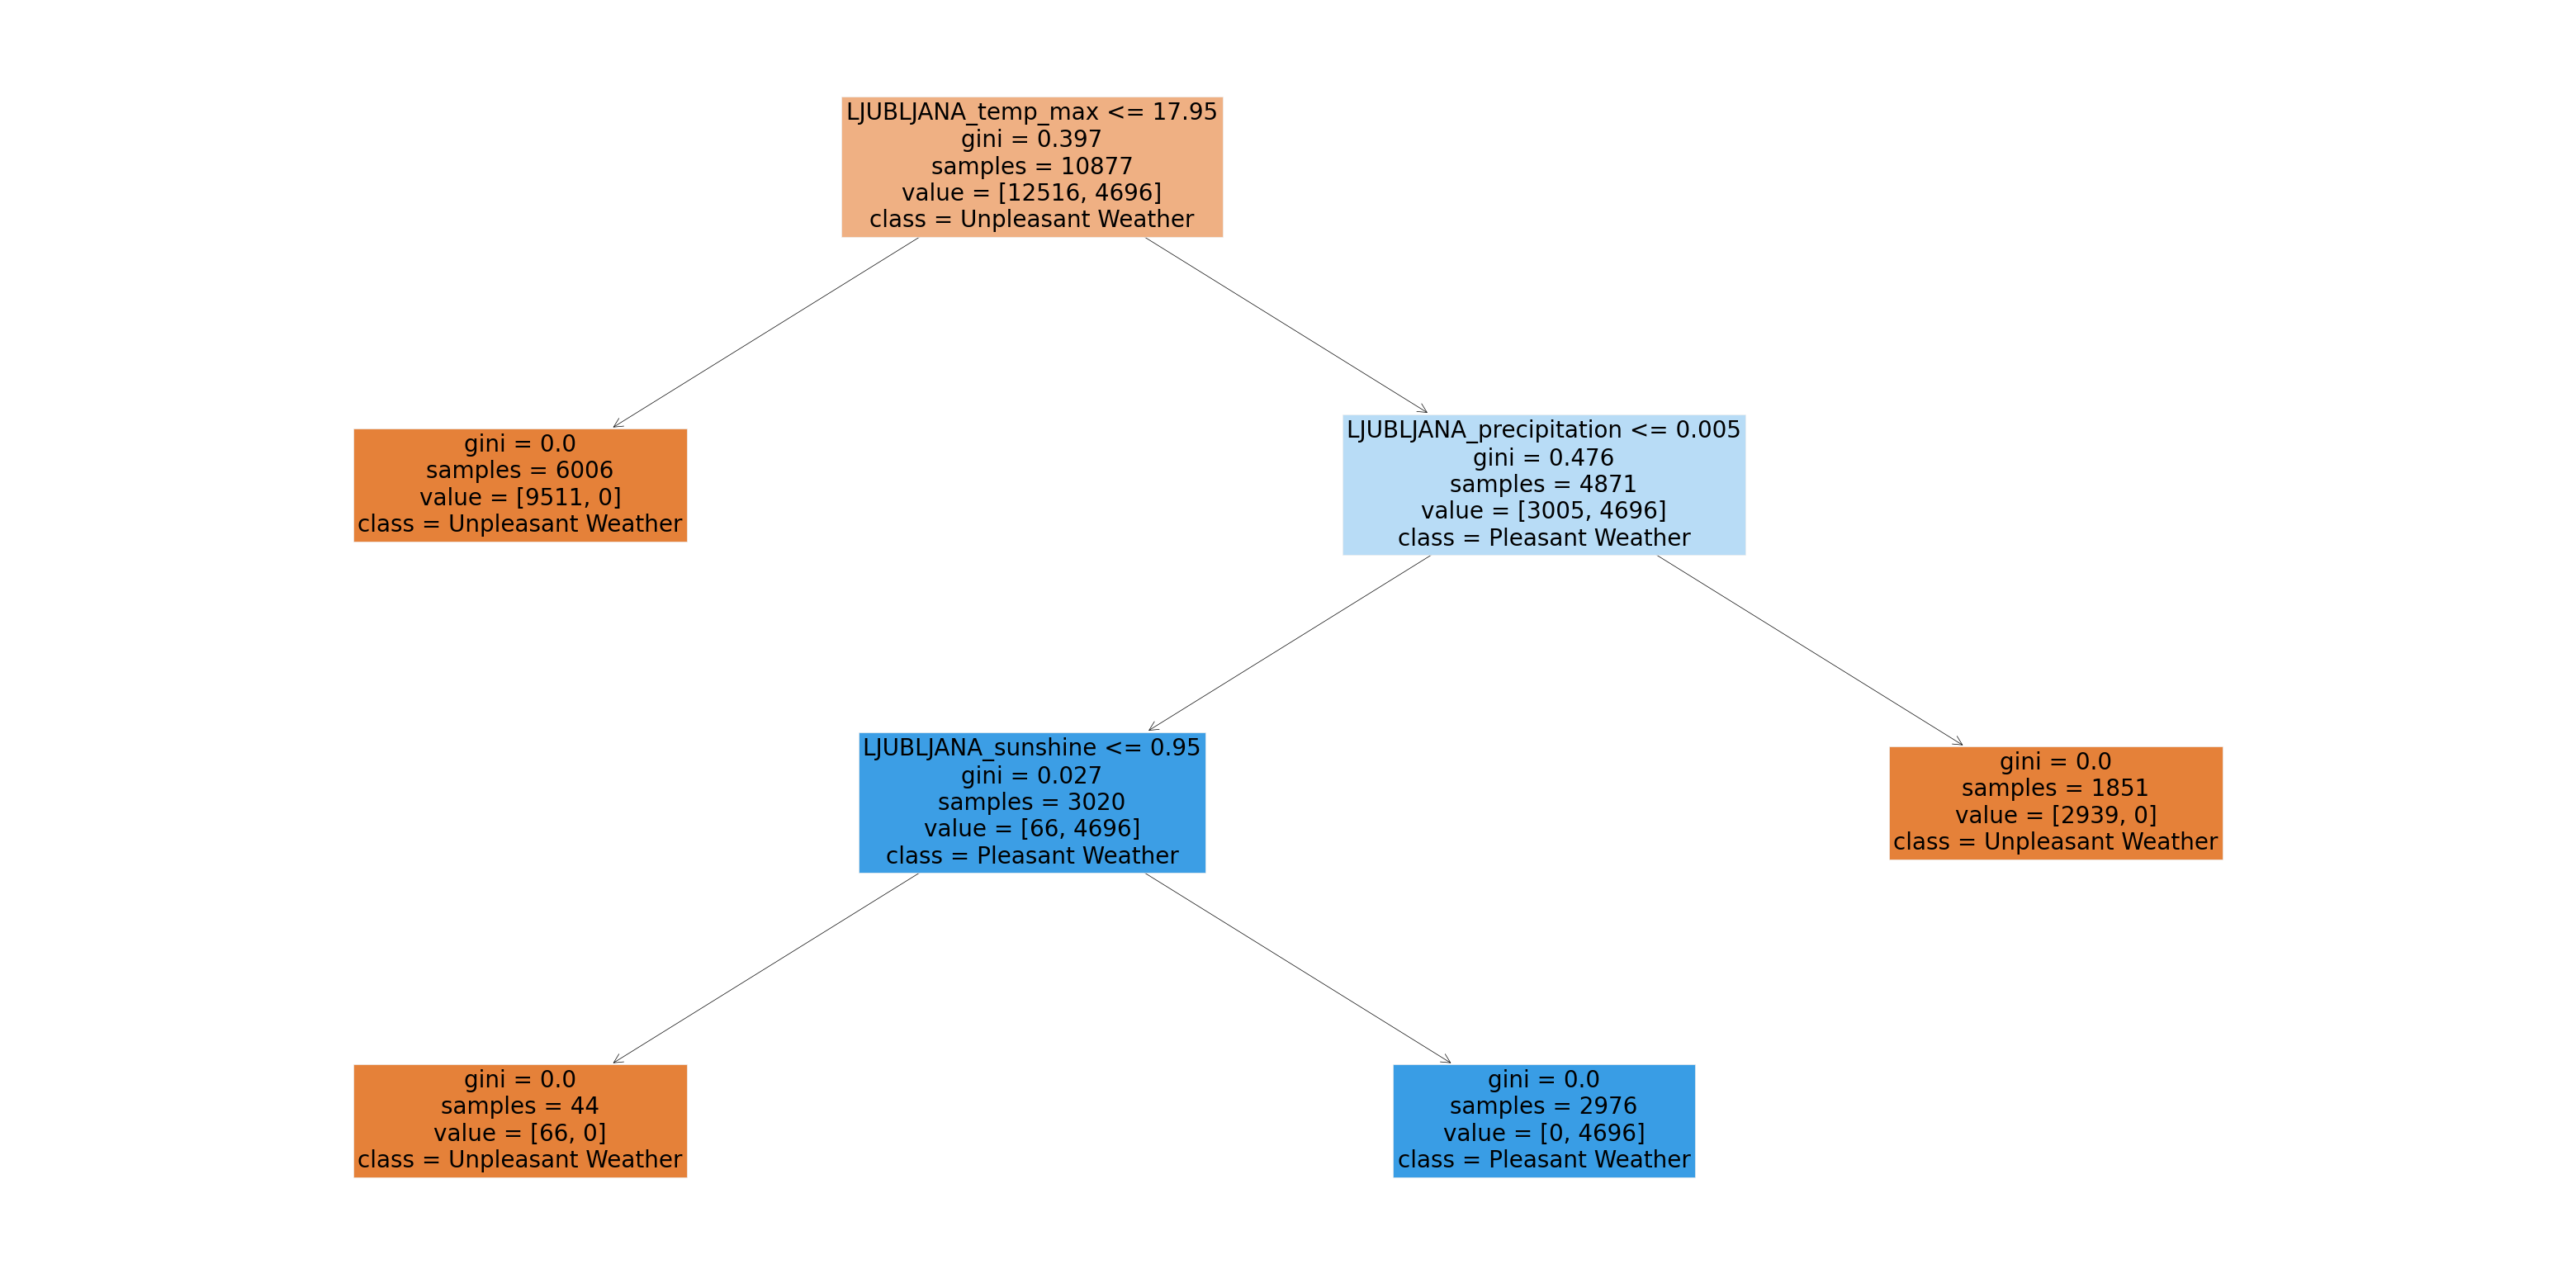 LJUBLJANA_temp_max <= 17.95
gini = 0.397
samples = 10877
value = [12516, 4696]
class = Unpleasant Weather
gini = 0.0
samples = 6006
value = [9511, 0]
class = Unpleasant Weather
LJUBLJANA_precipitation <= 0.005
gini = 0.476
samples = 4871
value = [3005, 4696]
class = Pleasant Weather
LJUBLJANA_sunshine <= 0.95
gini = 0.027
samples = 3020
value = [66, 4696]
class = Pleasant Weather
gini = 0.0
samples = 1851
value = [2939, 0]
class = Unpleasant Weather
gini = 0.0
samples = 44
value = [66, 0]
class = Unpleasant Weather
gini = 0.0
samples = 2976
value = [0, 4696]
class = Pleasant Weather